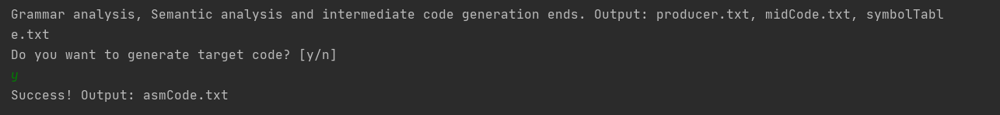 Grammar analysis, Semantic analysis and intermediate code generation ends. Output: producer.txt, midCode.txt, symbolTabl
e.txt
Do you want to generate target code? [y/n]
y
Success! Output: asmCode.txt